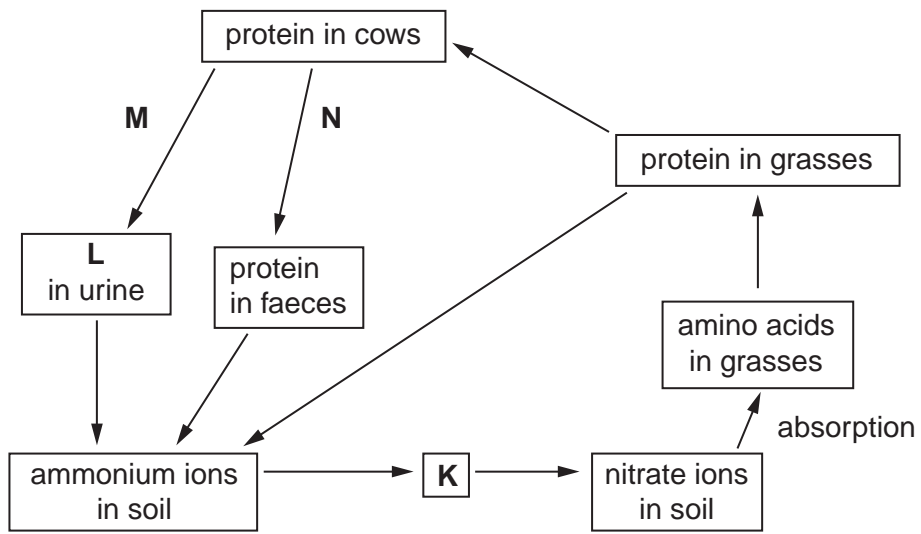 protein in cows
M
N
protein in grasses
L
in urine
protein
in faeces
amino acids
in grasses
absorption
ammonium ions
in soil
K
nitrate ions
in soil